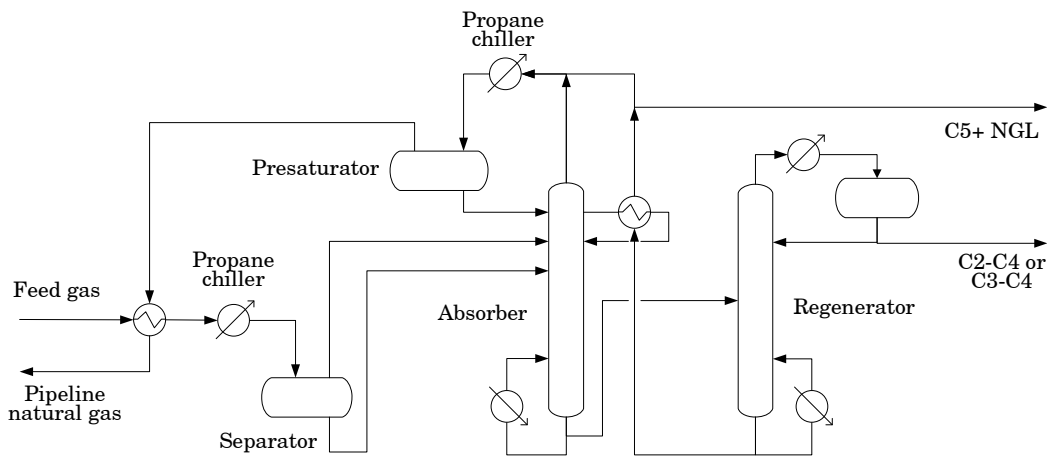 Propane
chiller
C5+ NGL
Presaturator
Propane
chiller
C2-C4 or
C3-C4
Feed gas
Absorber
Regenerator
Pipeline
natural gas
Separator